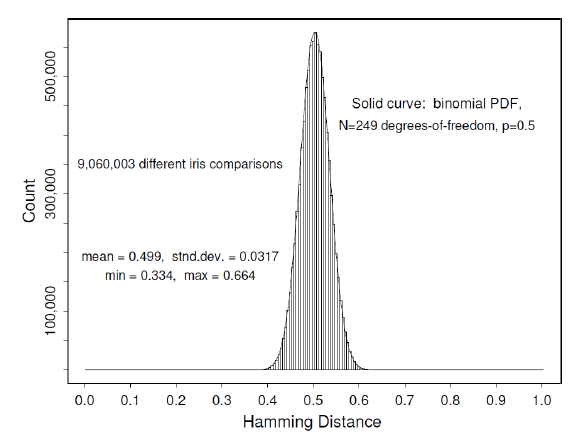 500,000
300,000
100,000
Count
Solid curve: binomial PDF,
N=249 degrees-of-freedom, p=0.5
9,060,003 different iris comparisons
mean = 0.499, stnd.dev. = 0.0317
min = 0.334, max = 0.664
0.0 0.1 0.2 0.3 0.4 0.5 0.6 0.7 0.8 0.9 1.0
Hamming Distance